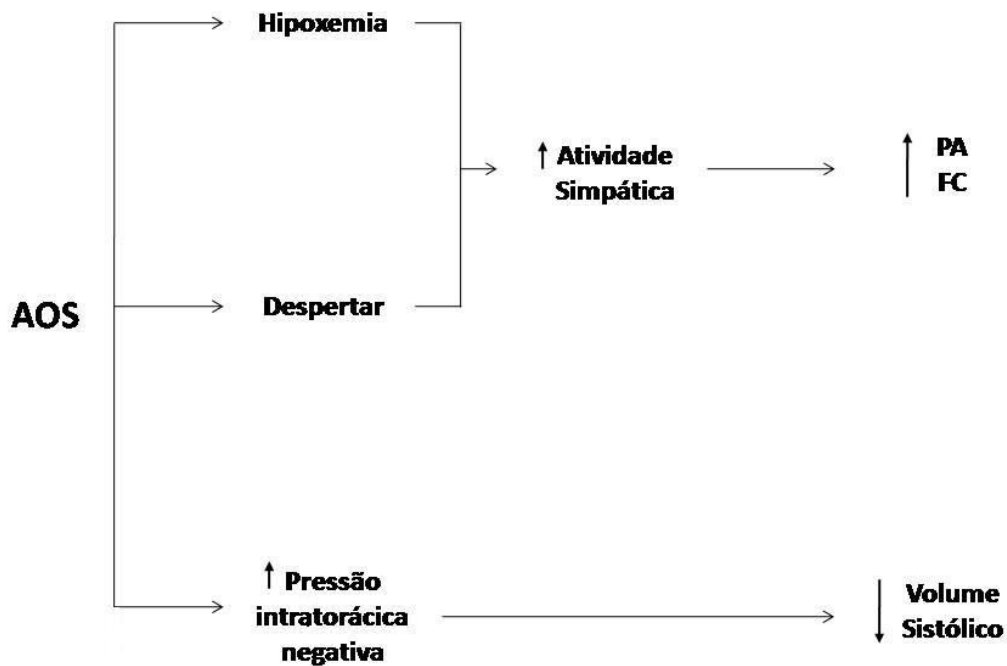 Hipoxemia
↑ Atividade
Simpática
↑ PA
FC
AOS
Despertar
↑ Pressão
intratorácica
negativa
↓ Volume
Sistólico